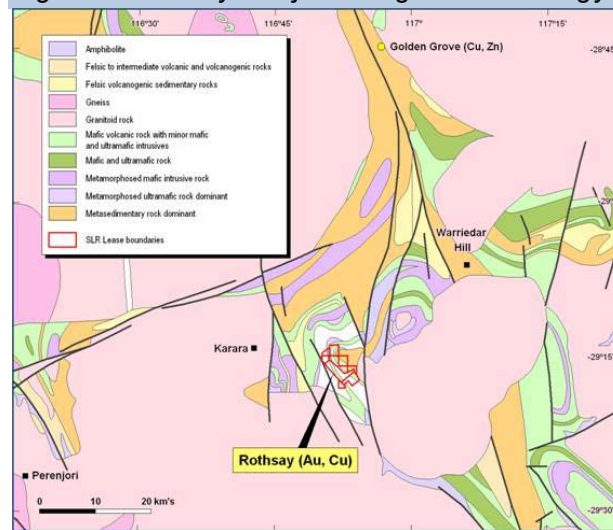 116°30'
116°45'
117°
117°15'
Golden Grove (Cu, Zn)
-28°45'
Amphibolite
Felsic to intermediate volcanic and volcanogenic rocks
Felsic volcanogenic sedimentary rocks
Gneiss
Granitoid rock
Mafic volcanic rock with minor mafic
and ultramafic intrusives
Mafic and ultramafic rock
Metamorphosed mafic intrusive rock
Metamorphosed ultramafic rock dominant
Metasedimentary rock dominant
SLR Lease boundaries
-29°
Warriedar
Hill
Karara
-29°15'
Rothsay (Au, Cu)
Perenjori
0 10 20 km's
-29°30'